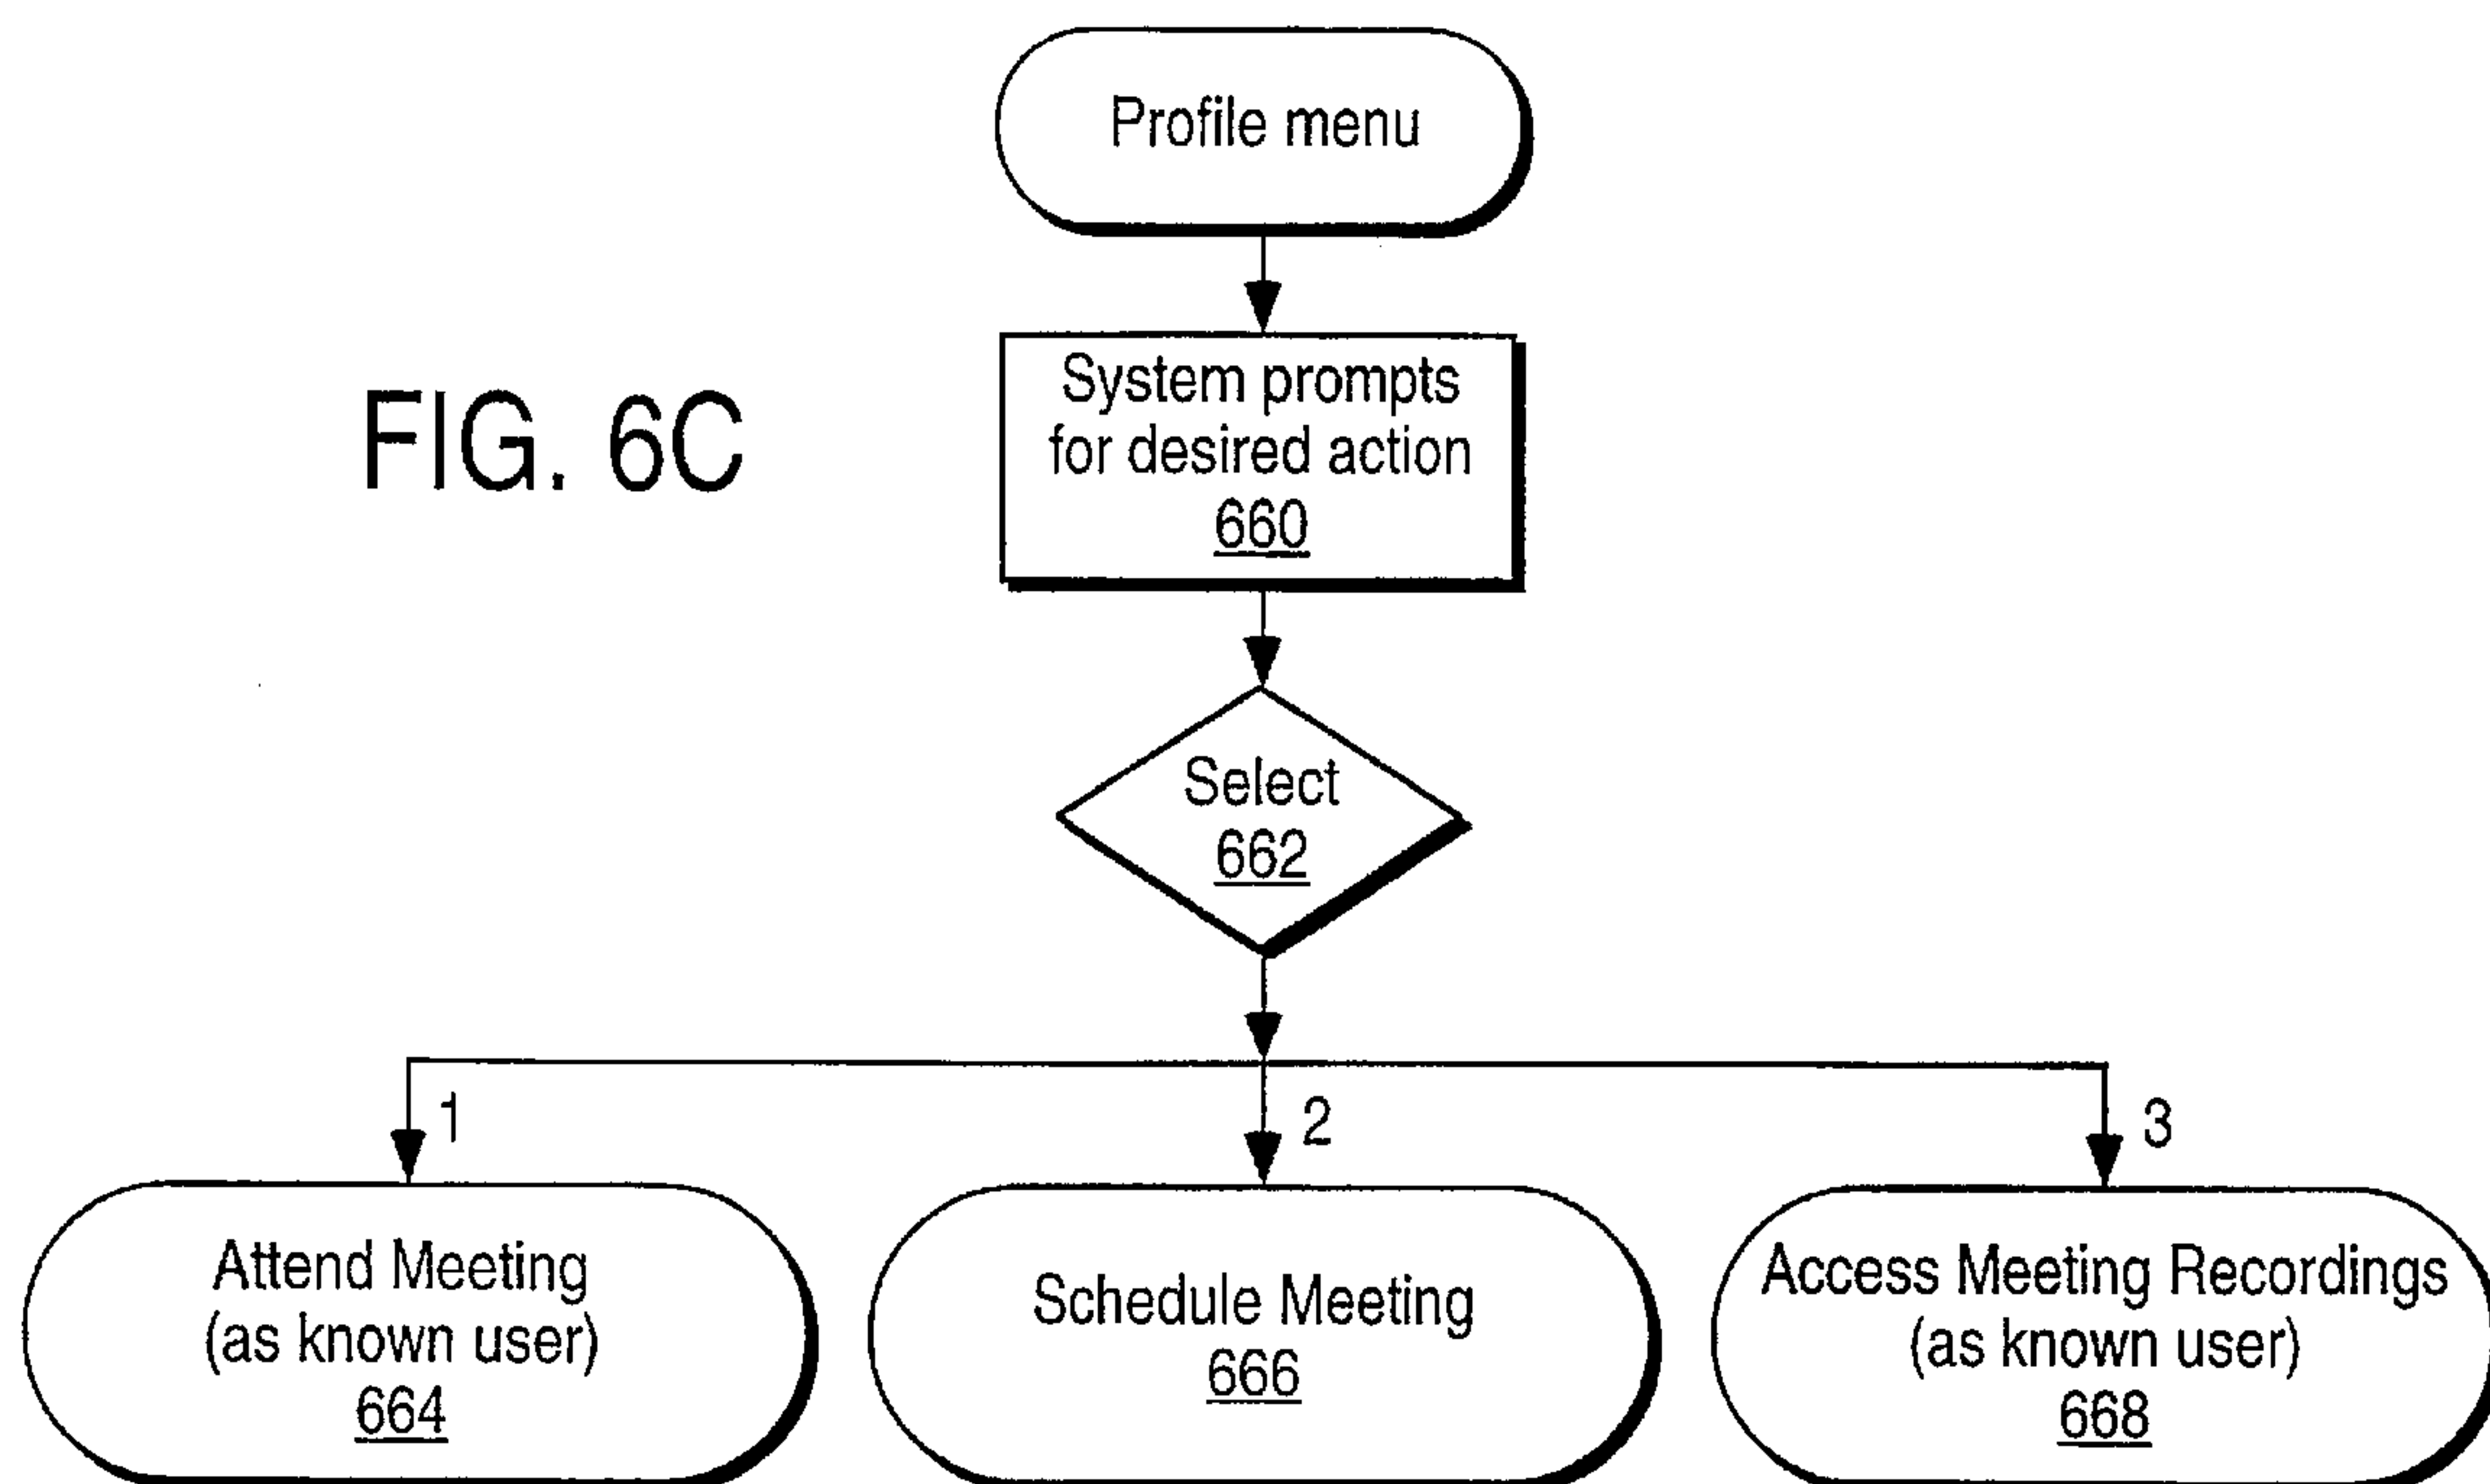 Profile menu
FIG. 6C
System prompts
for desired action
660
Select
662
1
2
3
Attend Meeting
(as known user)
664
Schedule Meeting
666
Access Meeting Recordings
(as known user)
668